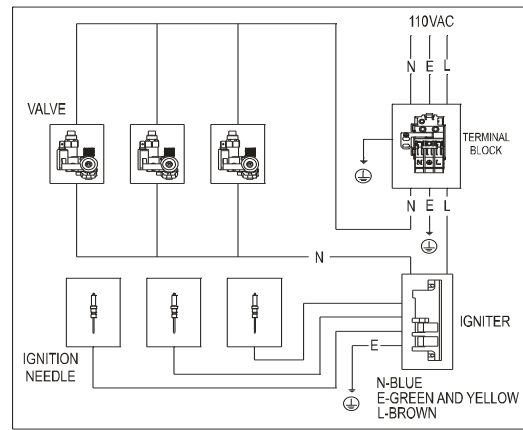 110VAC
N E L
VALVE
TERMINAL
BLOCK
N L
N E L
N
IGNITER
IGNITION
NEEDLE
E
N-BLUE
E-GREEN AND YELLOW
L-BROWN